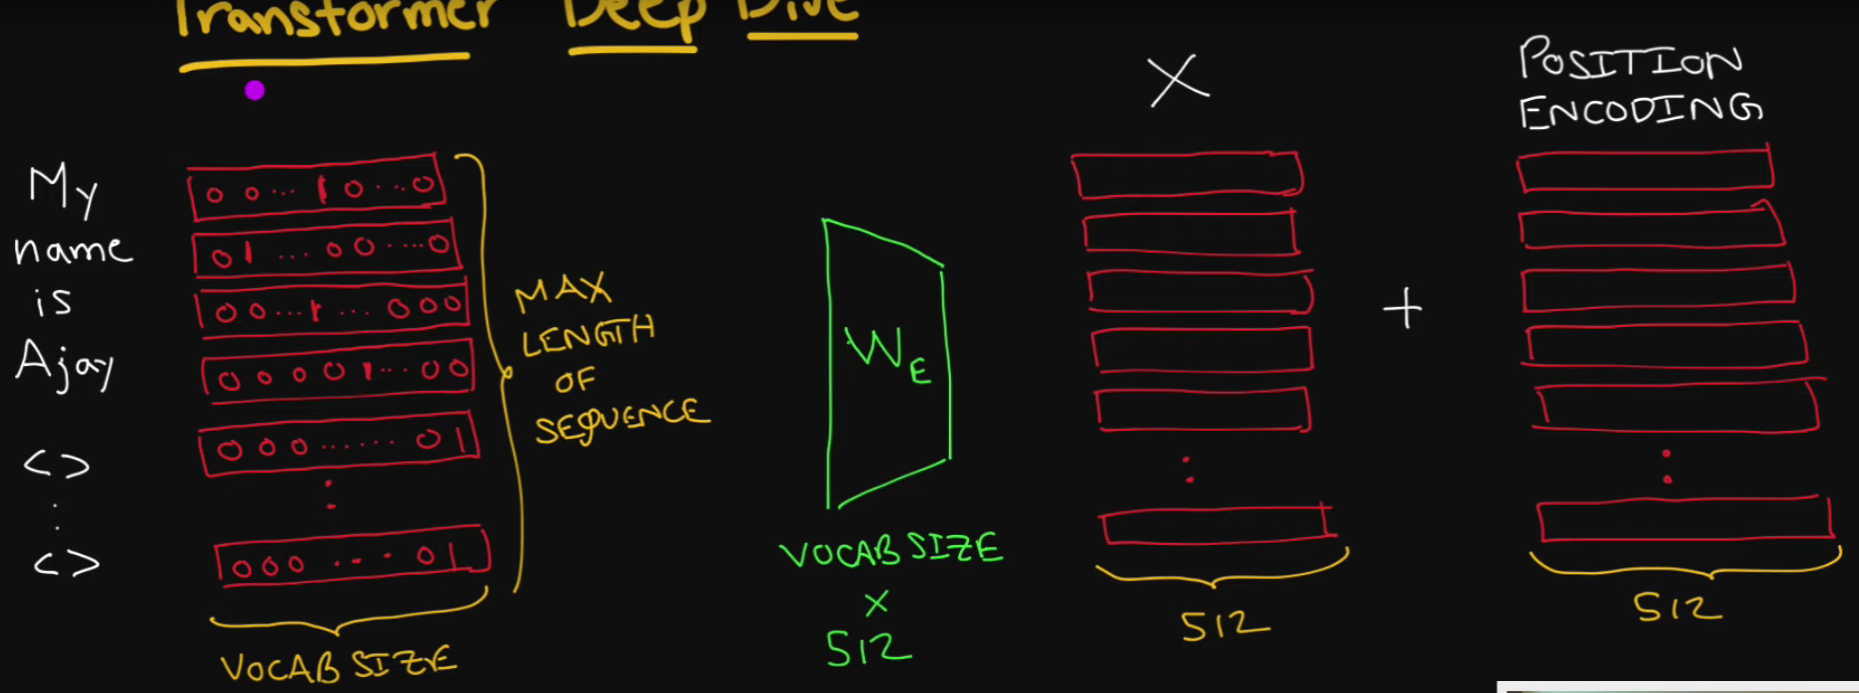 Transformer Deep Dive
X
POSITION
ENCODING
My
name
is
Ajay
<>
<>
0 0 ... 1 0 ... 0
0 1 ... 0 0 .... 0
0 0 ... 1 ... 0 0 0
0 0 0 0 1 ... 0 0
0 0 0 ...... 0 1
0 0 0 ... 0 1
VOCAB SIZE
MAX
LENGTH
OF
SEQUENCE
WE
VOCAB SIZE
x
512
512
+
512